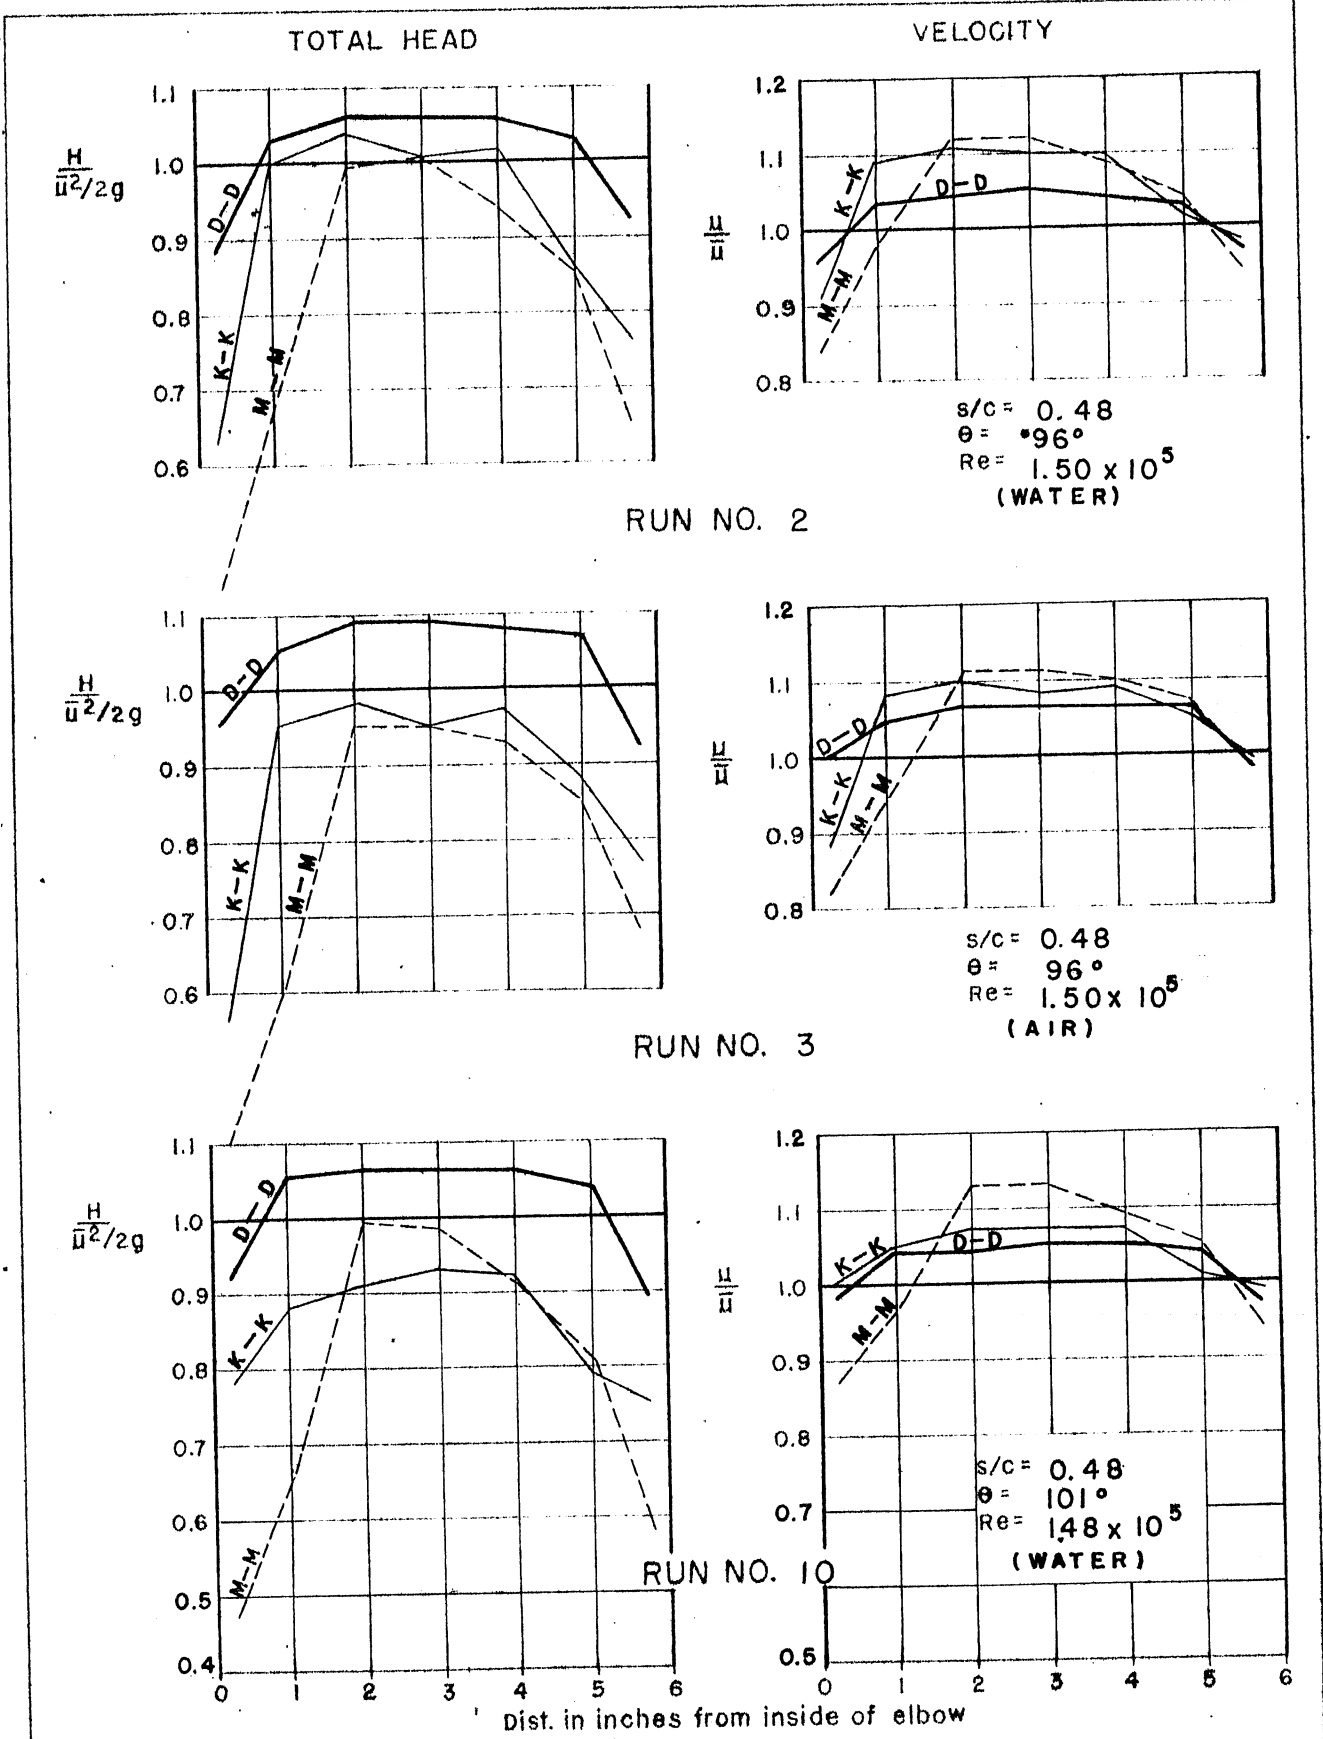 TOTAL HEAD
VELOCITY
1.1
1.0
0.9
0.8
0.7
0.6
H
ū²/2g
D–D
K–K
M–M
1.2
1.1
1.0
0.9
0.8
u
ū
K–K
D–D
M–M
s/c= 0.48
θ= 96°
Re= 1.50 x 10⁵
(WATER)
RUN NO. 2
1.1
1.0
0.9
0.8
0.7
0.6
H
ū²/2g
D–D
K–K
M–M
1.2
1.1
1.0
0.9
0.8
u
ū
D–D
K–K
M–M
s/c= 0.48
θ= 96°
Re= 1.50 x 10⁵
(AIR)
RUN NO. 3
1.1
1.0
0.9
0.8
0.7
0.6
0.5
0.4
H
ū²/2g
D–D
K–K
M–M
1.2
1.1
1.0
0.9
0.8
0.7
0.5
u
ū
K–K
D–D
M–M
s/c= 0.48
θ= 101°
Re= 1.48 x 10⁵
(WATER)
RUN NO. 10
0 1 2 3 4 5 6
0 1 2 3 4 5 6
Dist. in inches from inside of elbow